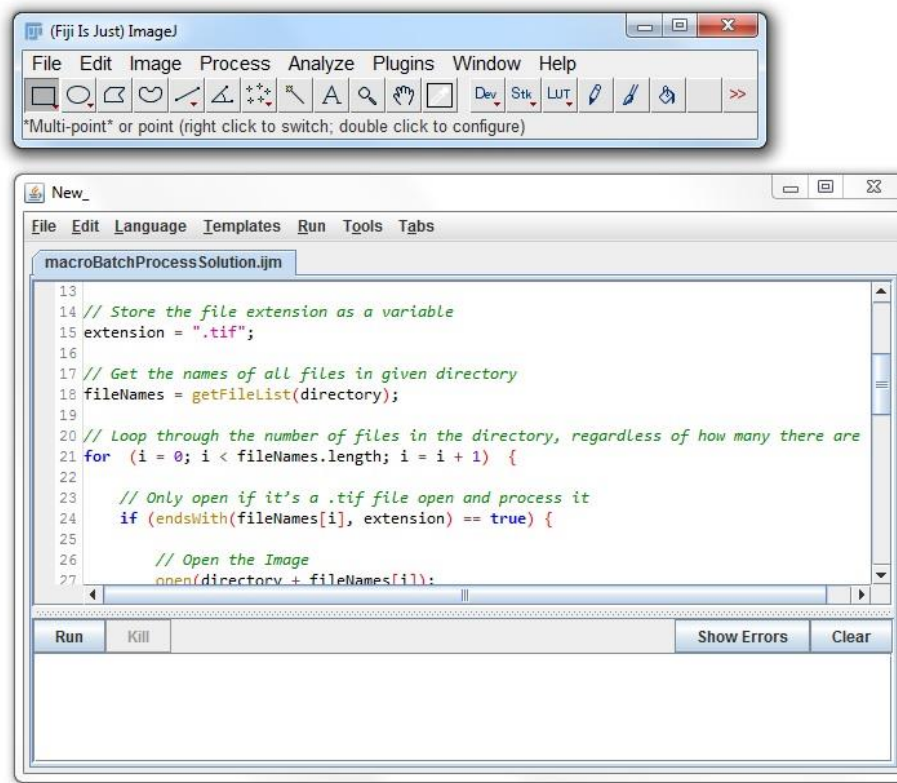 (Fiji Is Just) ImageJ
File Edit Image Process Analyze Plugins Window Help
A Dev Stk LUT >>
*Multi-point* or point (right click to switch; double click to configure)
New_
File Edit Language Templates Run Tools Tabs
macroBatchProcessSolution.ijm
13
14 // Store the file extension as a variable
15 extension = ".tif";
16
17 // Get the names of all files in given directory
18 fileNames = getFileList(directory);
19
20 // Loop through the number of files in the directory, regardless of how many there are
21 for  (i = 0; i < fileNames.length; i = i + 1)  {
22
23     // Only open if it’s a .tif file open and process it
24     if (endsWith(fileNames[i], extension) == true) {
25
26         // Open the Image
27         open(directory + fileNames[i]);
Run Kill Show Errors Clear